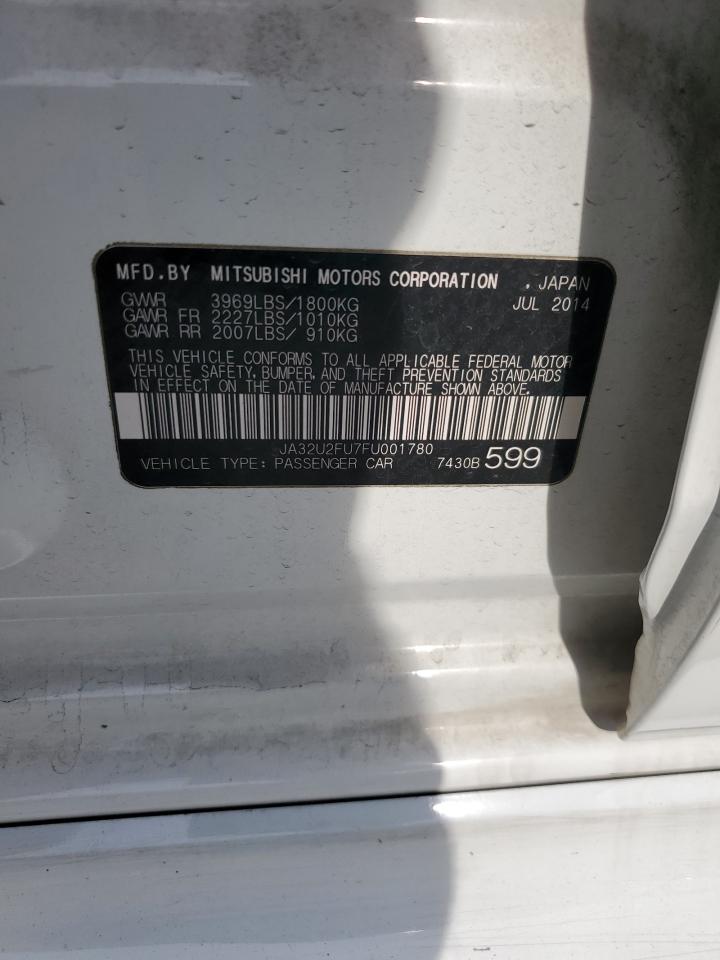 MFD.BY MITSUBISHI MOTORS CORPORATION . JAPAN
GVWR 3969LBS/1800KG JUL 2014
GAWR FR 2227LBS/1010KG
GAWR RR 2007LBS/ 910KG
THIS VEHICLE CONFORMS TO ALL APPLICABLE FEDERAL MOTOR
VEHICLE SAFETY, BUMPER, AND THEFT PREVENTION STANDARDS
IN EFFECT ON THE DATE OF MANUFACTURE SHOWN ABOVE.
JA32U2FU7FU001780
VEHICLE TYPE: PASSENGER CAR 7430B 599